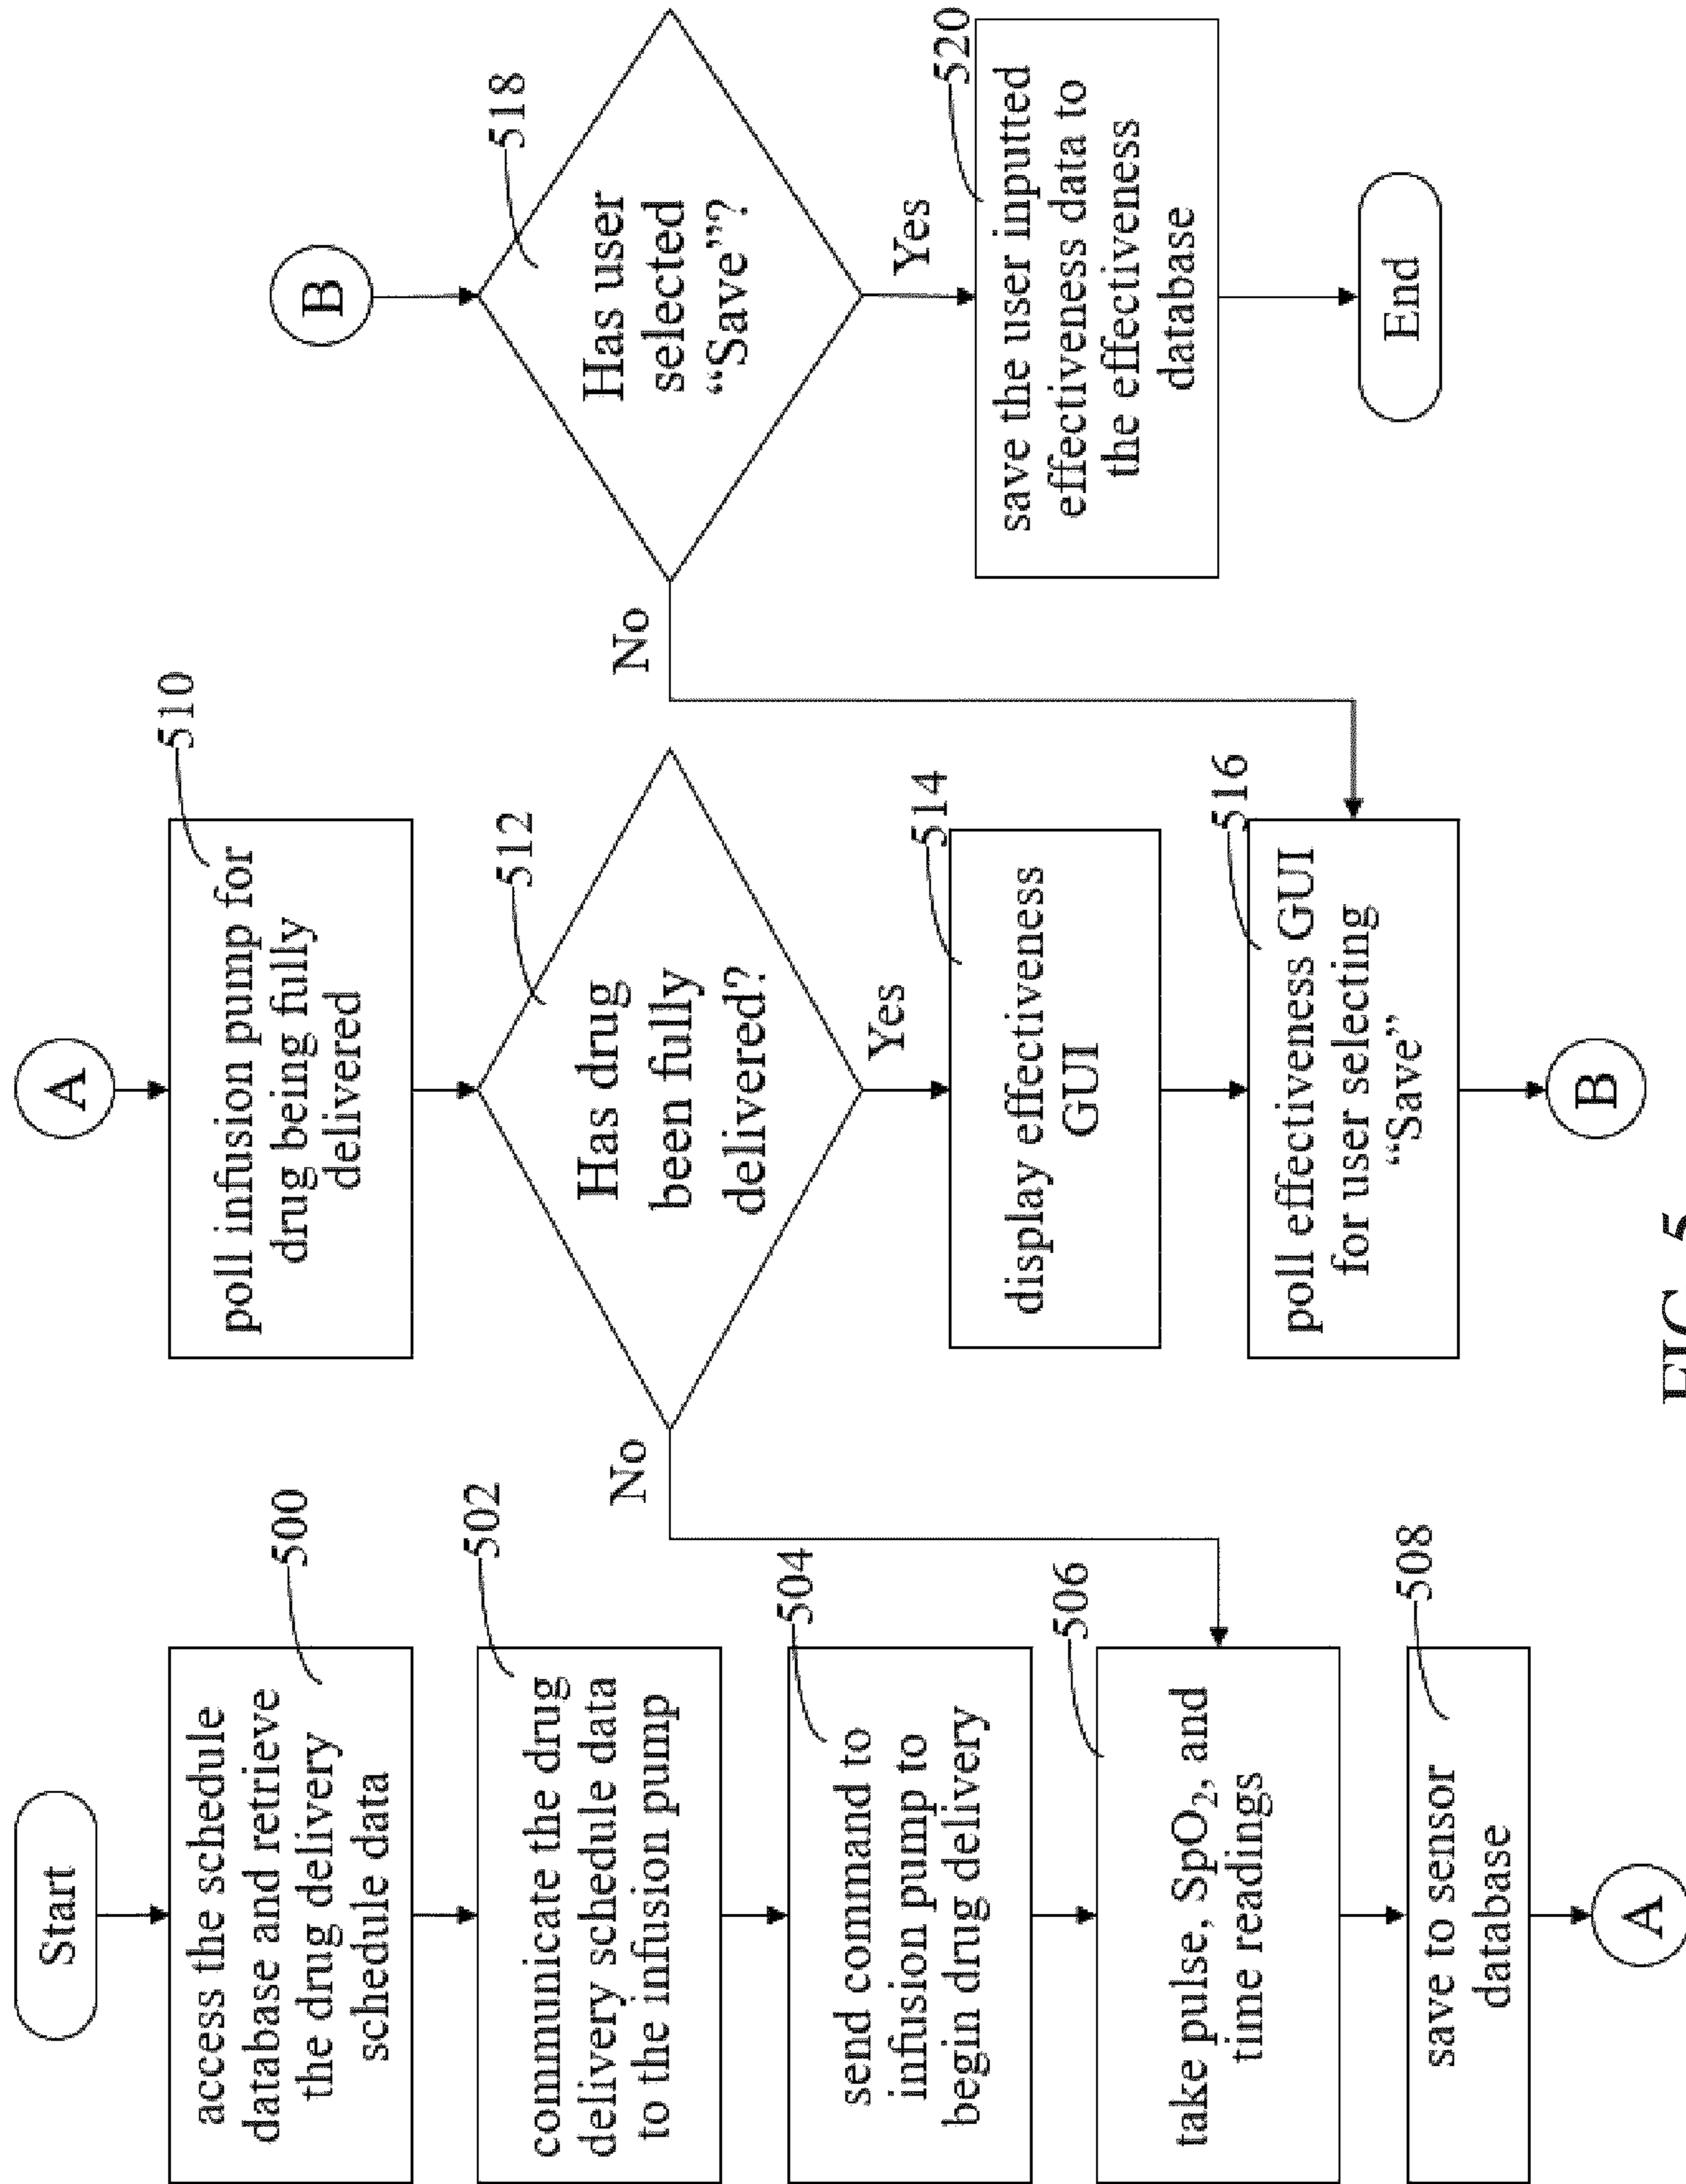 Start
access the schedule
database and retrieve
the drug delivery
schedule data
500
communicate the drug
delivery schedule data
to the infusion pump
502
send command to
infusion pump to
begin drug delivery
504
take pulse, SpO₂, and
time readings
506
save to sensor
database
508
A
A
poll infusion pump for
drug being fully
delivered
510
Has drug
been fully
delivered?
512
No
Yes
display effectiveness
GUI
514
poll effectiveness GUI
for user selecting
“Save”
516
B
B
Has user
selected
“Save”?
518
No
Yes
save the user inputted
effectiveness data to
the effectiveness
database
520
End
FIG. 5